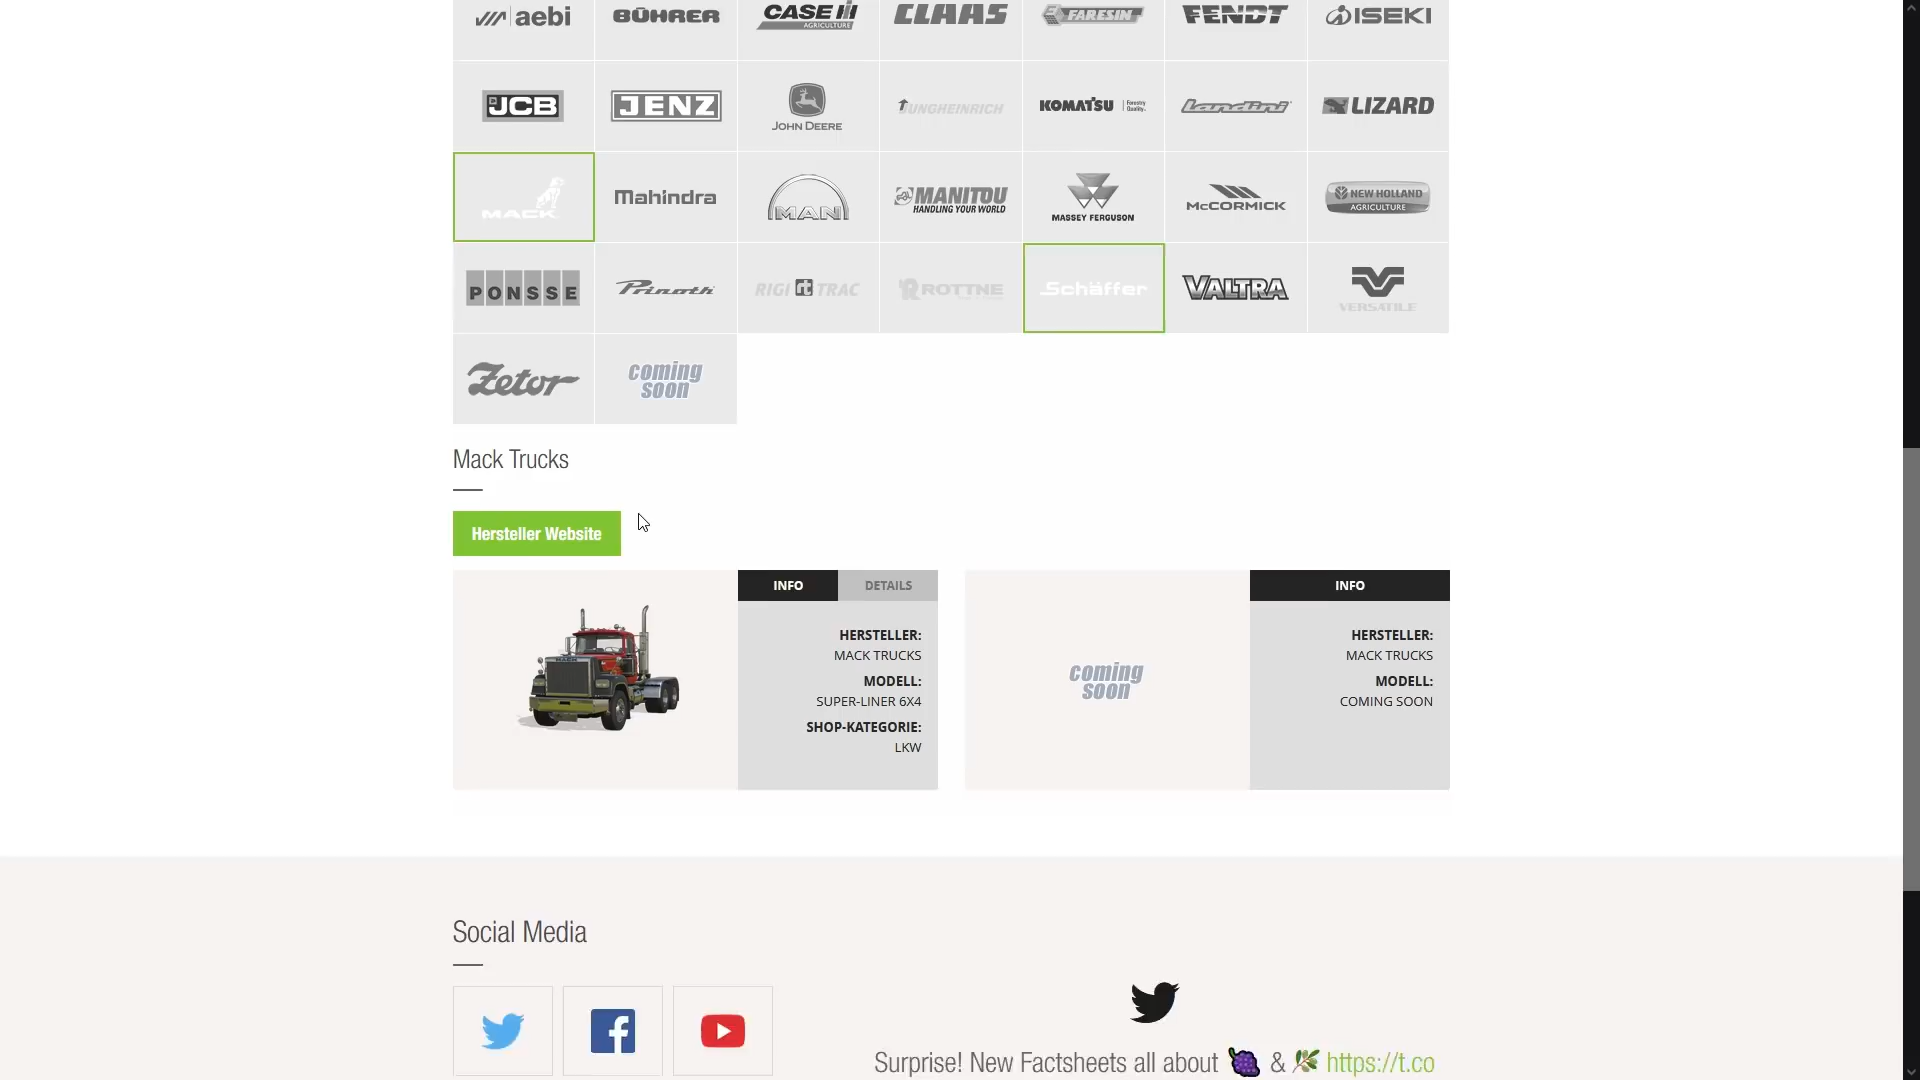 aebi BÜHRER CASE IH AGRICULTURE CLAAS FARESIN FENDT ISEKI
JCB JENZ JOHN DEERE JUNGHEINRICH KOMATSU Forestry Quality. Landini LIZARD
MACK Mahindra MAN MANITOU HANDLING YOUR WORLD MASSEY FERGUSON McCORMICK NEW HOLLAND AGRICULTURE
PONSSE Prinoth RIGI rt TRAC ROTTNE Schäffer VALTRA VERSATILE
Zetor coming soon
Mack Trucks
Hersteller Website
INFO DETAILS
HERSTELLER:
MACK TRUCKS
MODELL:
SUPER-LINER 6X4
SHOP-KATEGORIE:
LKW
coming
soon
INFO
HERSTELLER:
MACK TRUCKS
MODELL:
COMING SOON
Social Media
Surprise! New Factsheets all about 🍇 & 🌿 https://t.co